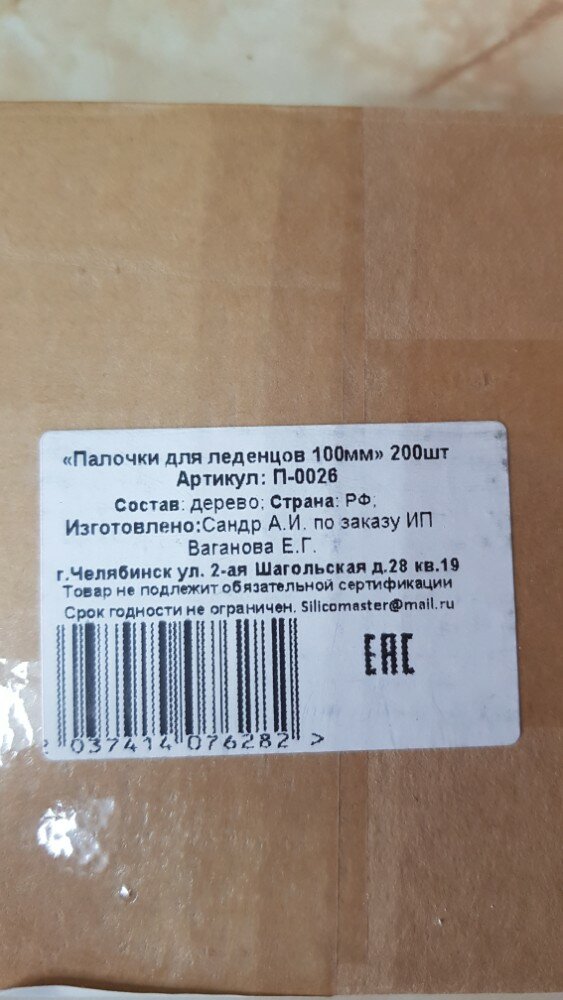 «Палочки для леденцов 100мм» 200шт
Артикул: П-0026
Состав: дерево; Страна: РФ;
Изготовлено:Сандр А.И. по заказу ИП
Ваганова Е.Г.
г.Челябинск ул. 2-ая Шагольская д.28 кв.19
Товар не подлежит обязательной сертификации
Срок годности не ограничен. Silicomaster@mail.ru
EAC
2 037414 076282 >